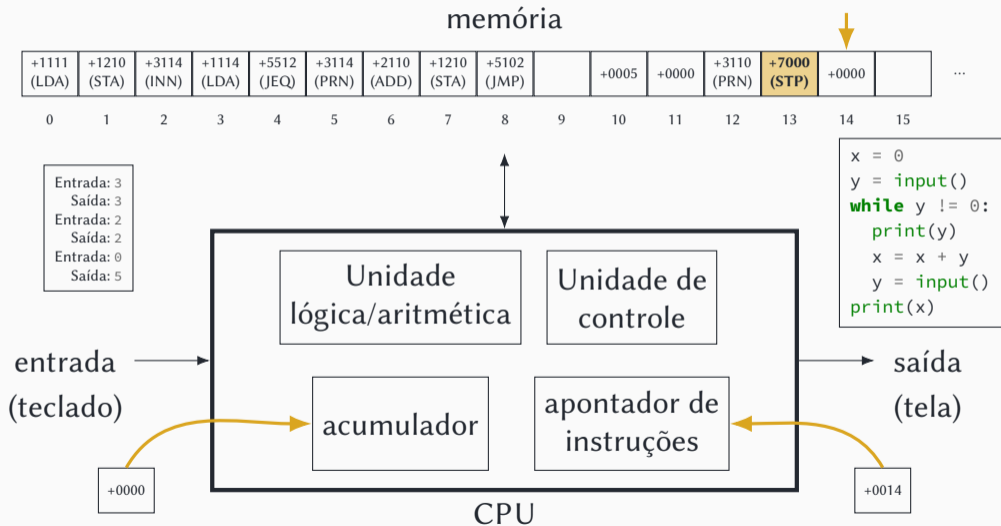 memória
+1111 +1210 +3114 +1114 +5512 +3114 +2110 +1210 +5102 +3110 +7000
(LDA) (STA) (INN) (LDA) (JEQ) (PRN) (ADD) (STA) (JMP) +0005 +0000 (PRN) (STP) +0000 ...
0 1 2 3 4 5 6 7 8 9 10 11 12 13 14 15
Entrada: 3
Saída: 3
Entrada: 2
Saída: 2
Entrada: 0
Saída: 5
x = 0
y = input()
while y != 0:
print(y)
x = x + y
y = input()
print(x)
Unidade
lógica/aritmética
Unidade de
controle
entrada
(teclado)
saída
(tela)
acumulador
apontador de
instruções
+0000
+0014
CPU